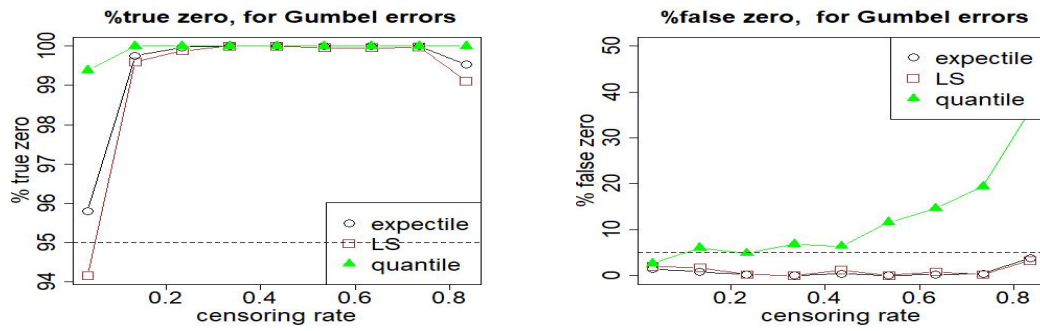 %true zero, for Gumbel errors
% true zero
100
99
98
97
96
95
94
expectile
LS
quantile
0.2
0.4
0.6
0.8
censoring rate
%false zero, for Gumbel errors
% false zero
50
40
30
20
10
0
expectile
LS
quantile
0.2
0.4
0.6
0.8
censoring rate